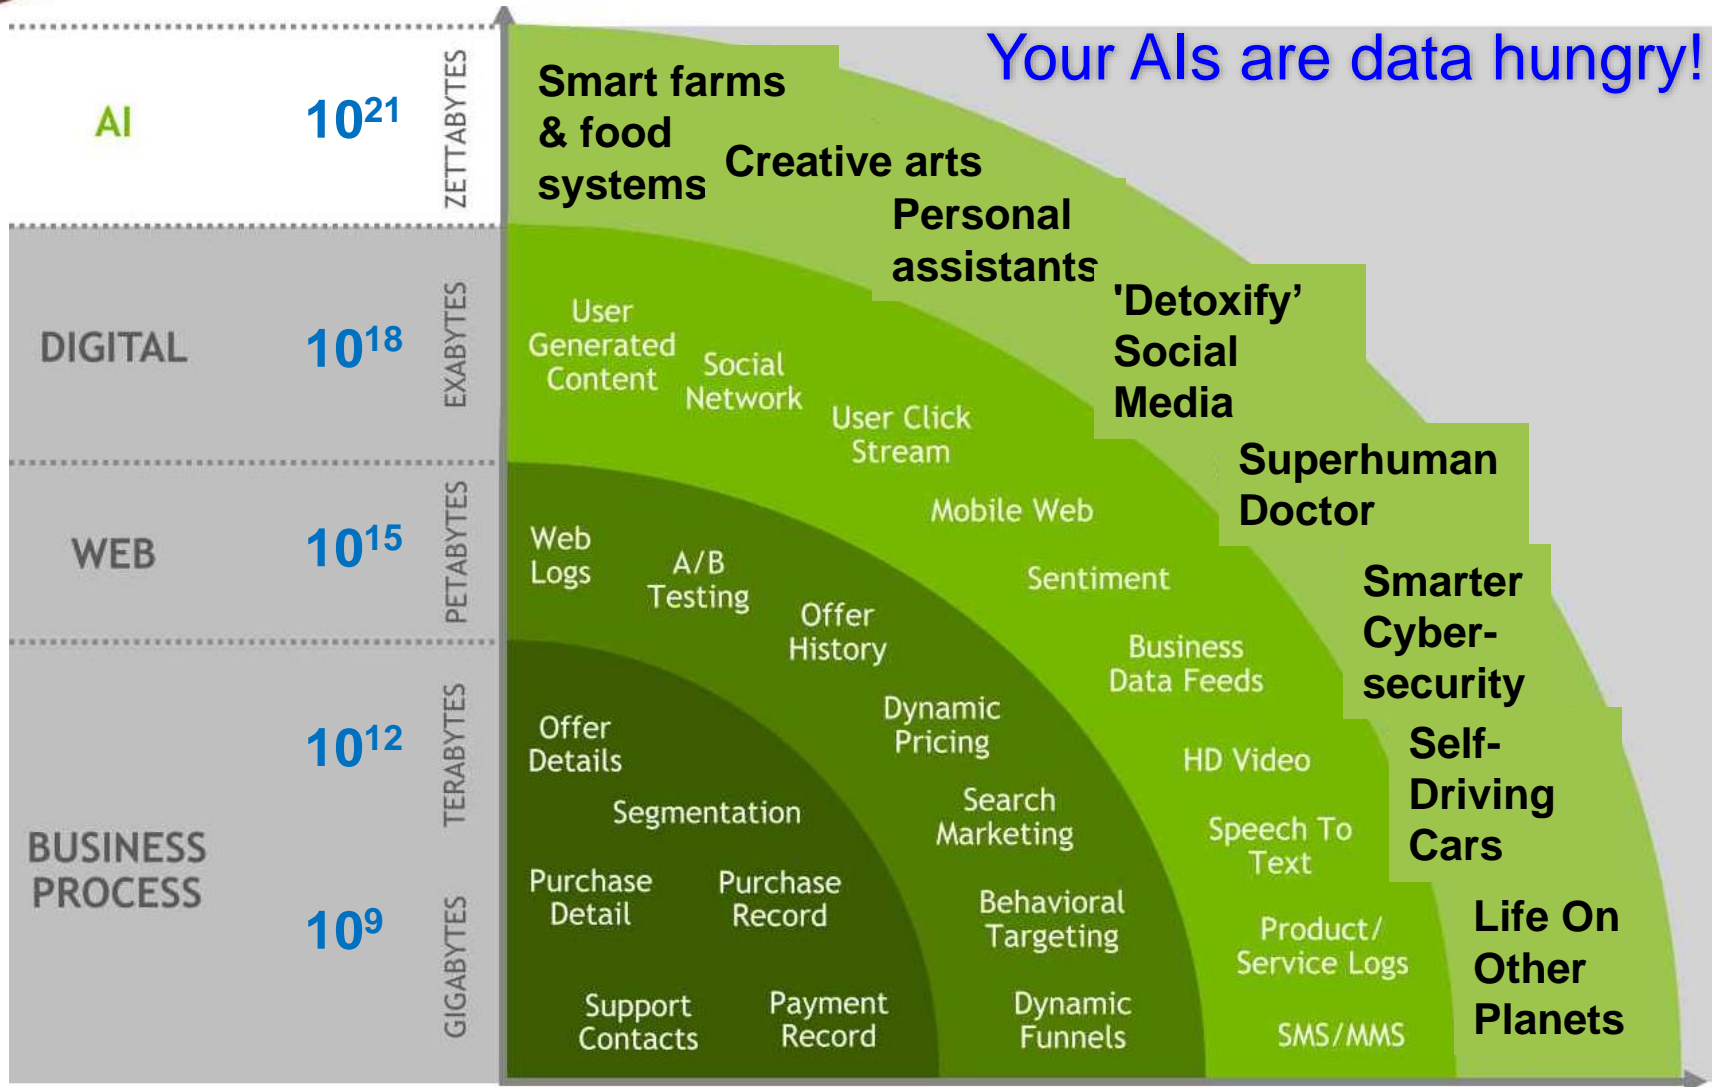 Your AIs are data hungry!
AI
10²¹
ZETTABYTES
DIGITAL
10¹⁸
EXABYTES
WEB
10¹⁵
PETABYTES
BUSINESS
PROCESS
10¹²
TERABYTES
10⁹
GIGABYTES
Smart farms
& food
systems
Creative arts
Personal
assistants
'Detoxify’
Social
Media
Superhuman
Doctor
Smarter
Cyber-
security
Self-
Driving
Cars
Life On
Other
Planets
User
Generated
Content
Social
Network
User Click
Stream
Mobile Web
Sentiment
Business
Data Feeds
HD Video
Speech To
Text
Product/
Service Logs
SMS/MMS
Web
Logs
A/B
Testing
Offer
History
Dynamic
Pricing
Search
Marketing
Behavioral
Targeting
Dynamic
Funnels
Offer
Details
Segmentation
Purchase
Detail
Purchase
Record
Support
Contacts
Payment
Record